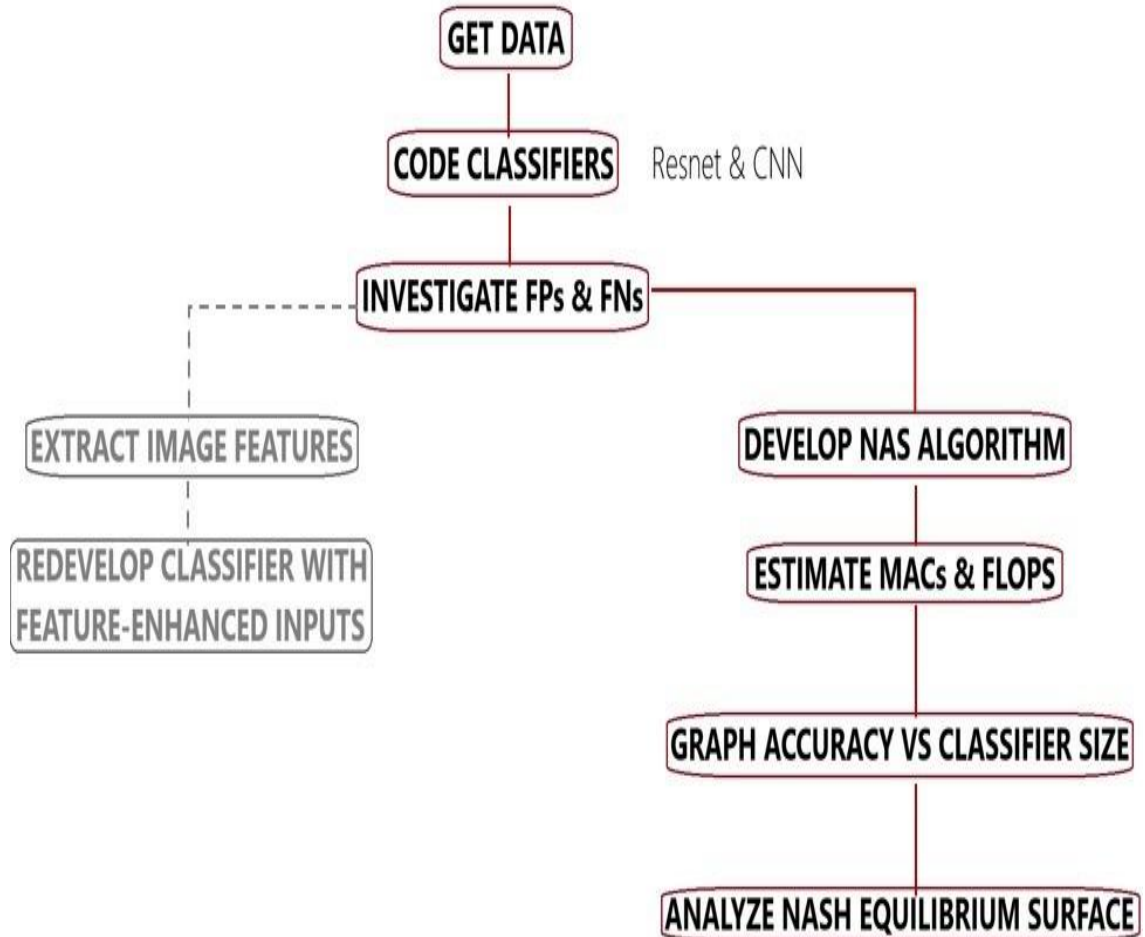 GET DATA
CODE CLASSIFIERS
Resnet & CNN
INVESTIGATE FPs & FNs
EXTRACT IMAGE FEATURES
REDEVELOP CLASSIFIER WITH
FEATURE-ENHANCED INPUTS
DEVELOP NAS ALGORITHM
ESTIMATE MACs & FLOPS
GRAPH ACCURACY VS CLASSIFIER SIZE
ANALYZE NASH EQUILIBRIUM SURFACE